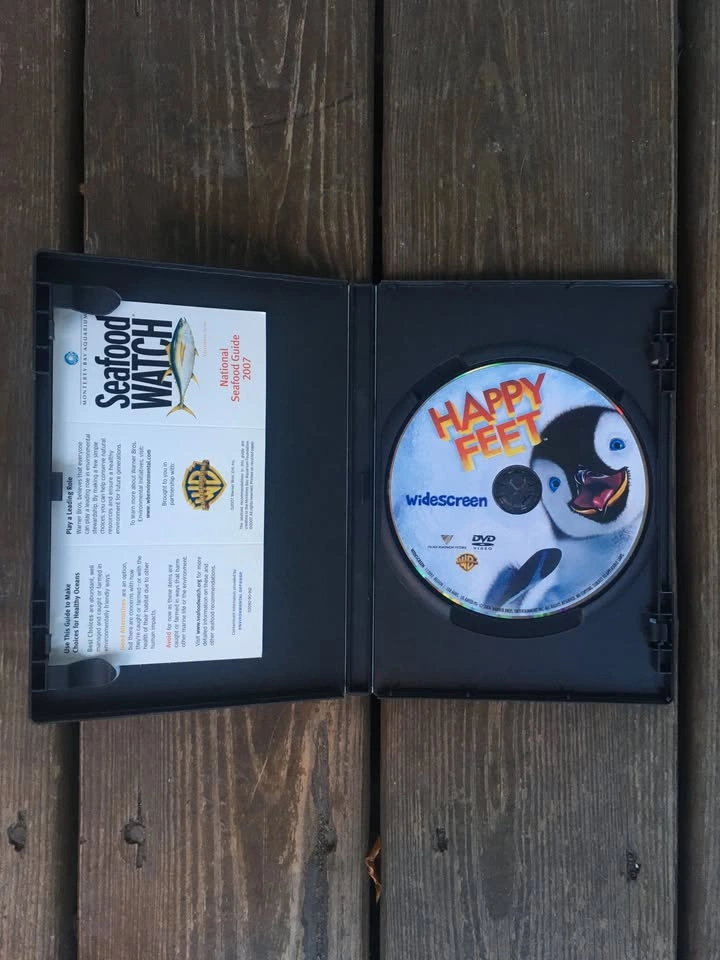 MONTEREY BAY AQUARIUM
Seafood
WATCH
National
Seafood Guide
2007
Play a Leading Role
Warner Bros. believes that everyone
can play a leading role in environmental
stewardship. By making a few simple
choices, you can help conserve natural
resources and ensure a healthy
environment for future generations.
To learn more about Warner Bros.
Environmental Initiatives, visit:
www.wbenvironmental.com
Brought to you in
partnership with:
WB
Use This Guide to Make
Choices for Healthy Oceans
Best Choices are abundant, well
managed and caught or farmed in
environmentally friendly ways.
Good Alternatives are an option,
but there are concerns with how
they're caught or farmed - or with the
health of their habitat due to other
human impacts.
Avoid for now as these items are
caught or farmed in ways that harm
other marine life or the environment.
Visit www.seafoodwatch.org for more
detailed information on these and
other seafood recommendations.
HAPPY
FEET
WIDESCREEN
DVD
VIDEO
WB